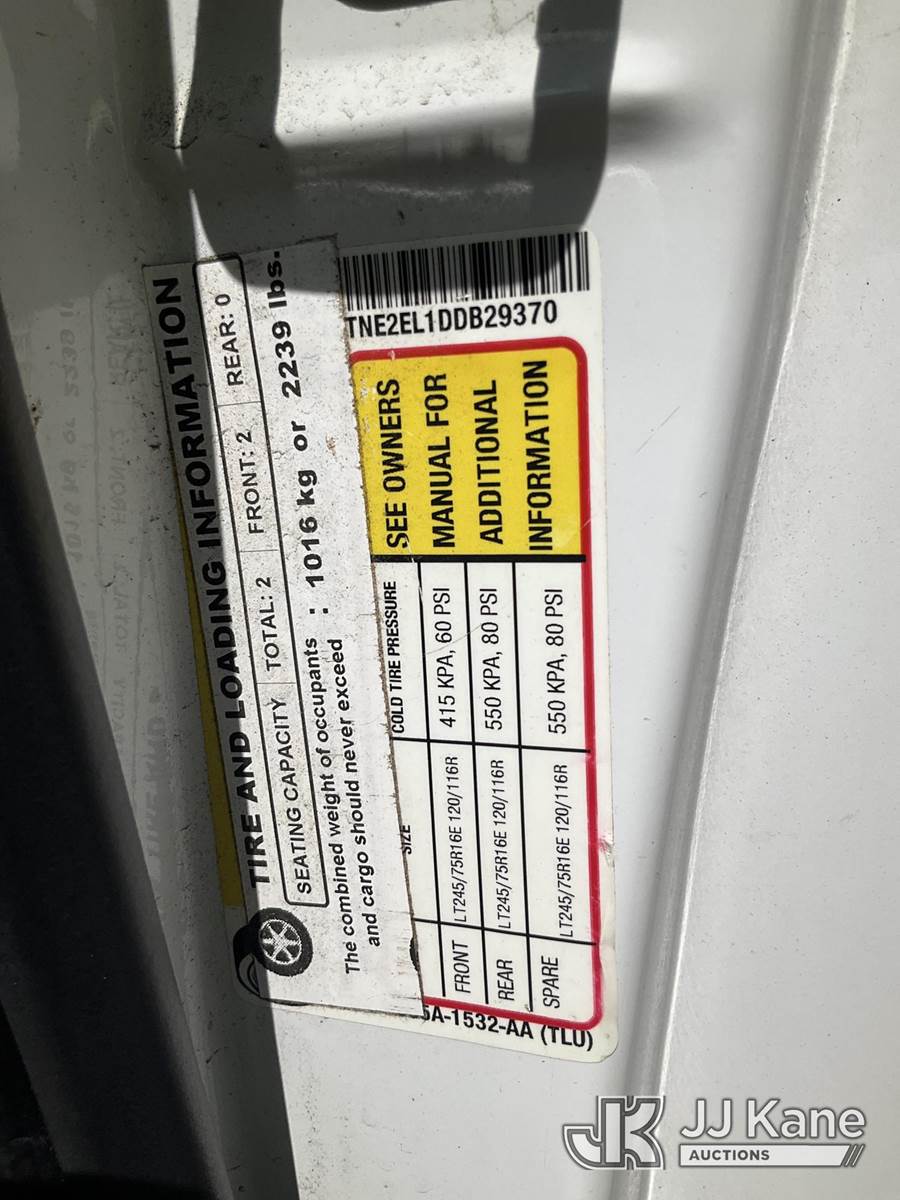 TIRE AND LOADING INFORMATION
SEATING CAPACITY TOTAL: 2 FRONT: 2 REAR: 0
The combined weight of occupants and cargo should never exceed : 1016 kg or 2239 lbs.
SIZE COLD TIRE PRESSURE
FRONT LT245/75R16E 120/116R 415 KPA, 60 PSI
REAR LT245/75R16E 120/116R 550 KPA, 80 PSI
SPARE LT245/75R16E 120/116R 550 KPA, 80 PSI
SEE OWNERS
MANUAL FOR
ADDITIONAL
INFORMATION
TNE2EL1DDB29370
5A-1532-AA (TLU)
JK JJ Kane
AUCTIONS